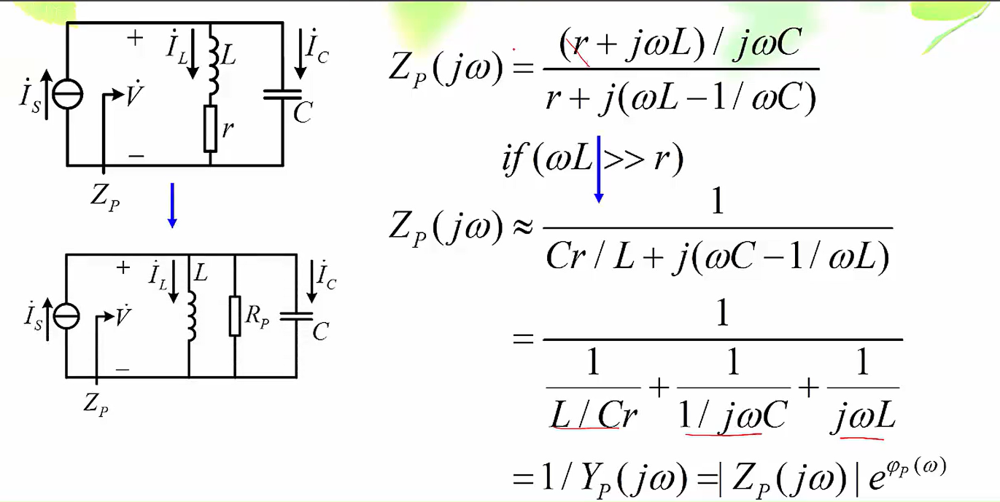 +
İ_L L İ_C
İ_S V̇ C
r
−
Z_P
Z_P(jω) = (r + jωL) / jωC
r + j(ωL − 1/ωC)
if (ωL >> r)
Z_P(jω) ≈ 1
Cr / L + j(ωC − 1/ωL)
+ İ_L L İ_C
İ_S V̇ R_P C
−
Z_P
= 1
1 + 1 + 1
L / Cr 1/ jωC jωL
= 1/ Y_P(jω) = | Z_P(jω) | e^{φ_P(ω)}